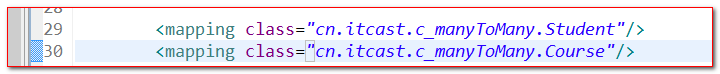 29 <mapping class="cn.itcast.c_manyToMany.Student"/>
30 <mapping class="cn.itcast.c_manyToMany.Course"/>